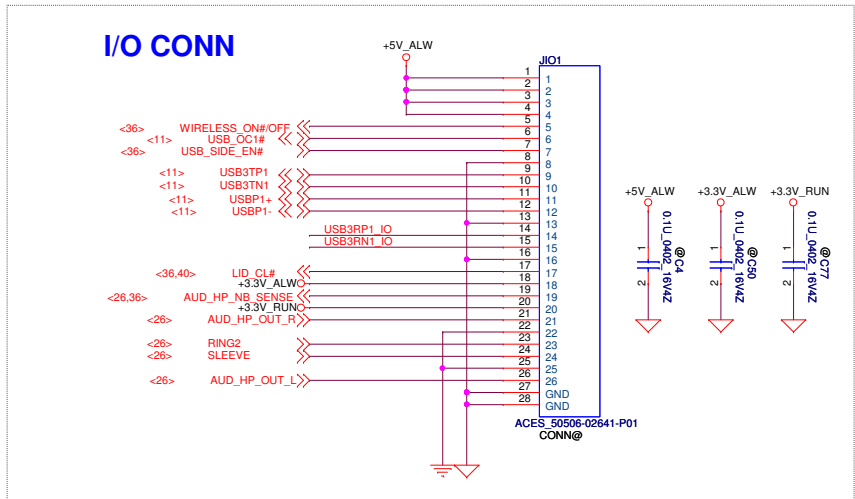 I/O CONN
+5V_ALW
JIO1
1 1
2 2
3 3
4 4
<36> WIRELESS_ON#/OFF 5 5
<11> USB_OC1# 6 6
<36> USB_SIDE_EN# 7 7
8 8
<11> USB3TP1 9 9
<11> USB3TN1 10 10
<11> USBP1+ 11 11
<11> USBP1- 12 12
13 13
USB3RP1_IO 14 14
USB3RN1_IO 15 15
16 16
<36,40> LID_CL# 17 17
+3.3V_ALW 18 18
<26,36> AUD_HP_NB_SENSE 19 19
+3.3V_RUN 20 20
<26> AUD_HP_OUT_R 21 21
22 22
<26> RING2 23 23
<26> SLEEVE 24 24
25 25
<26> AUD_HP_OUT_L 26 26
27 GND
28 GND
ACES_50506-02641-P01
CONN@
+5V_ALW
1
2
0.1U_0402_16V4Z
@C4
+3.3V_ALW
1
2
0.1U_0402_16V4Z
@C50
+3.3V_RUN
1
2
0.1U_0402_16V4Z
@C77